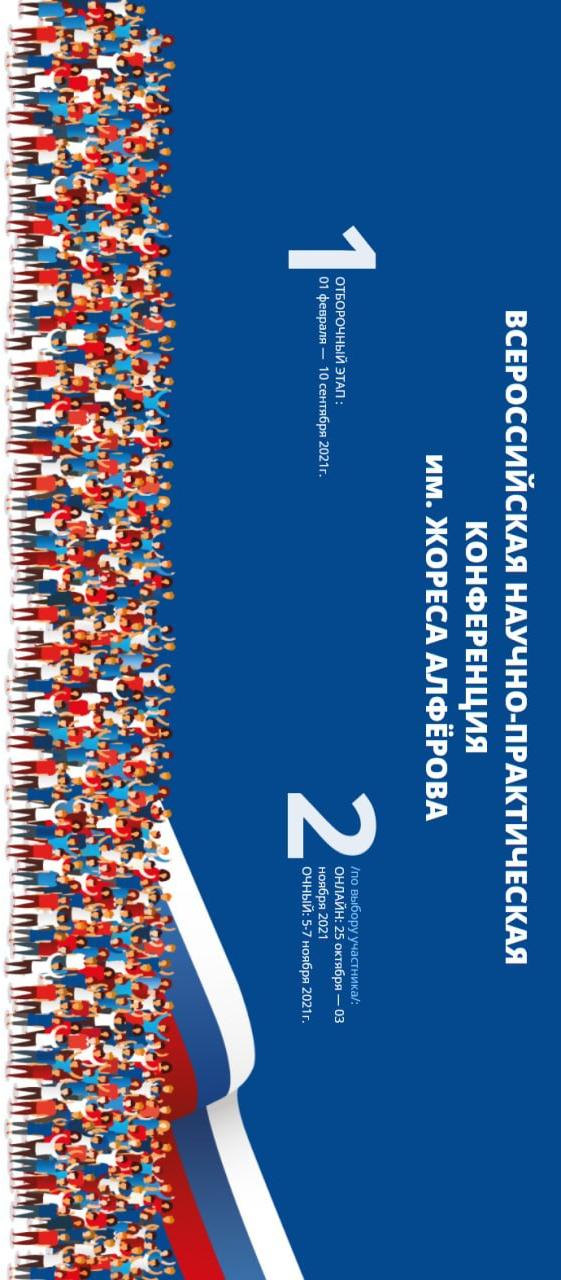 ВСЕРОССИЙСКАЯ НАУЧНО-ПРАКТИЧЕСКАЯ
КОНФЕРЕНЦИЯ
им. ЖОРЕСА АЛФЁРОВА
1
ОТБОРОЧНЫЙ ЭТАП :
01 февраля — 10 сентября 2021г.
2
/по выбору участника/:
ОНЛАЙН: 25 октября — 03
ноября 2021
ОЧНЫЙ: 5-7 ноября 2021г.